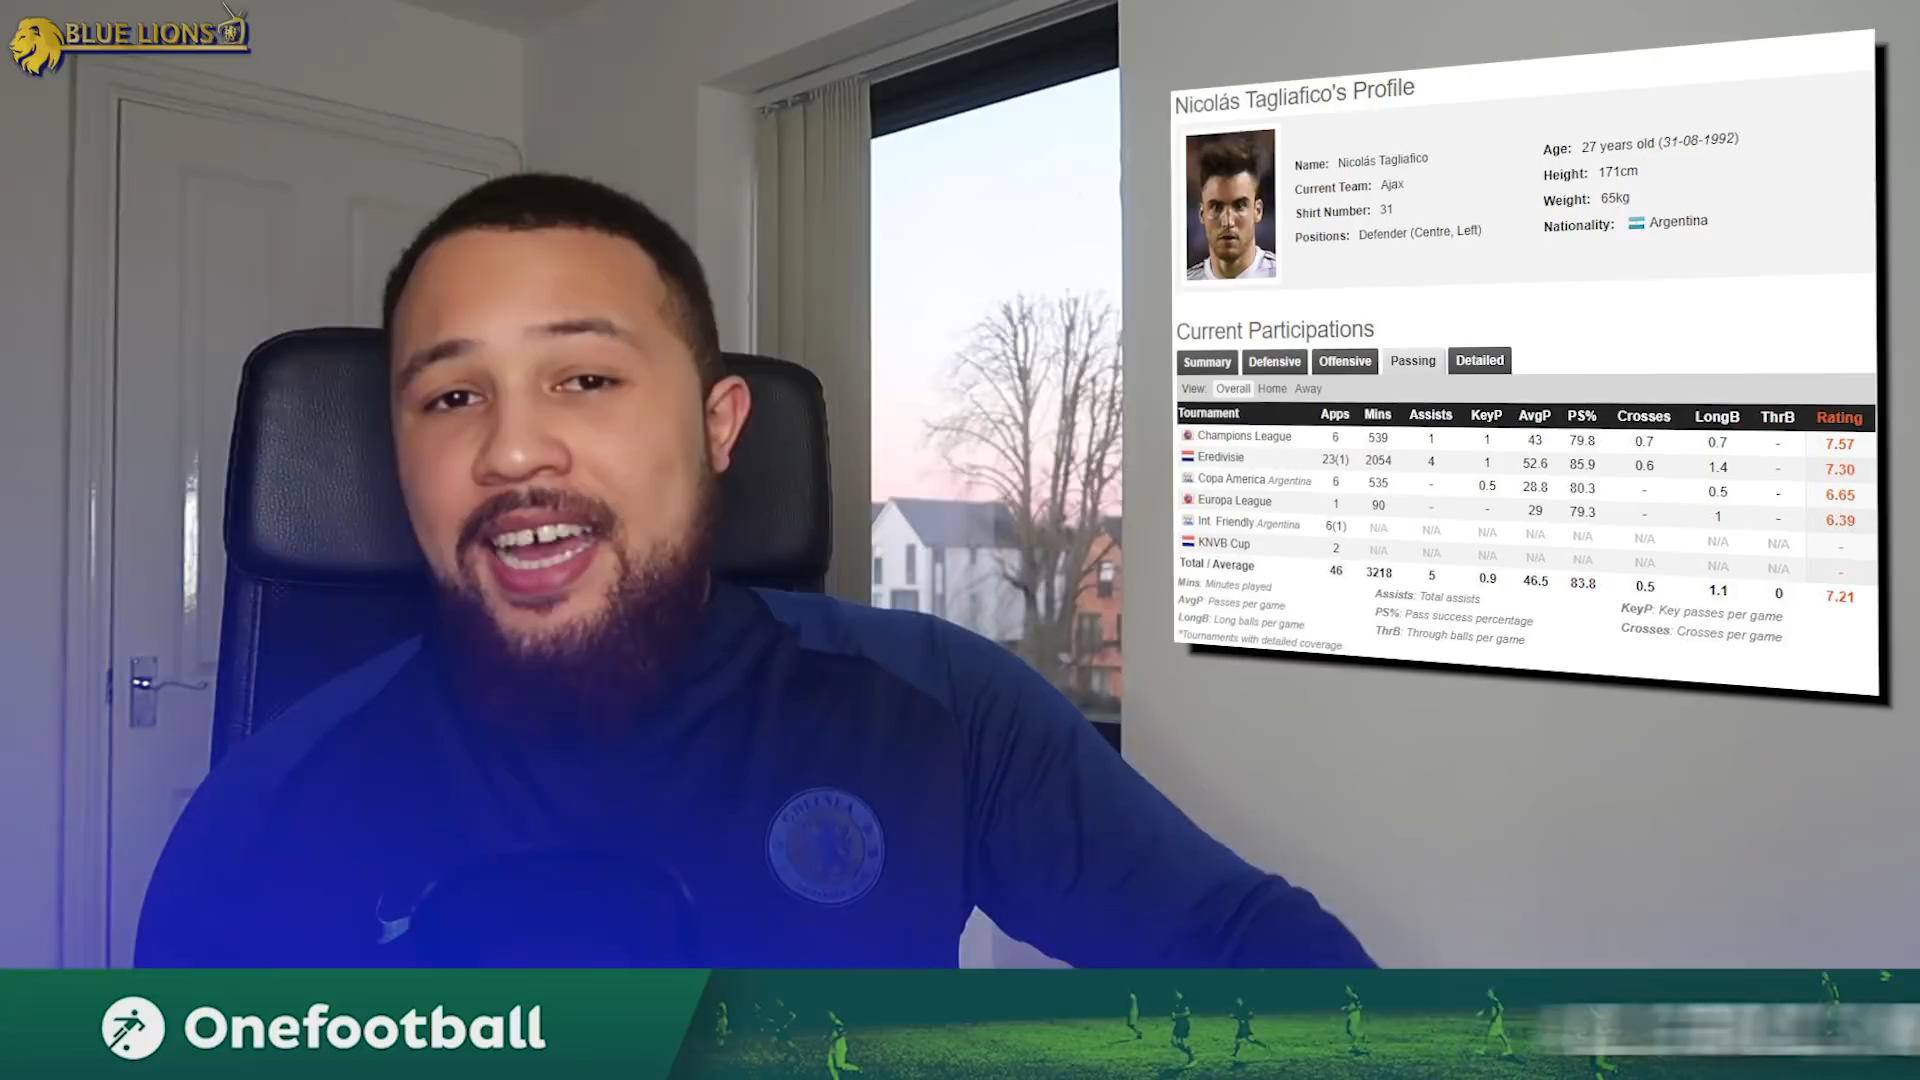 BLUE LIONS
Nicolás Tagliafico's Profile
Name: Nicolás Tagliafico
Current Team: Ajax
Shirt Number: 31
Positions: Defender (Centre, Left)
Age: 27 years old (31-08-1992)
Height: 171cm
Weight: 65kg
Nationality: Argentina
Current Participations
Summary Defensive Offensive Passing Detailed
View: Overall Home Away
Tournament Apps Mins Assists KeyP AvgP PS% Crosses LongB ThrB Rating
Champions League 6 539 1 1 43 79.8 0.7 0.7 - 7.57
Eredivisie 23(1) 2054 4 1 52.6 85.9 0.6 1.4 - 7.30
Copa America Argentina 6 535 - 0.5 28.8 80.3 - 0.5 - 6.65
Europa League 1 90 - - 29 79.3 - 1 - 6.39
Int. Friendly Argentina 6(1) N/A N/A N/A N/A N/A N/A N/A N/A -
KNVB Cup 2 N/A N/A N/A N/A N/A N/A N/A N/A -
Total / Average 46 3218 5 0.9 46.5 83.8 0.5 1.1 0 7.21
Mins: Minutes played
AvgP: Passes per game
LongB: Long balls per game
*Tournaments with detailed coverage
Assists: Total assists
PS%: Pass success percentage
ThrB: Through balls per game
KeyP: Key passes per game
Crosses: Crosses per game
CHELSEA
Onefootball